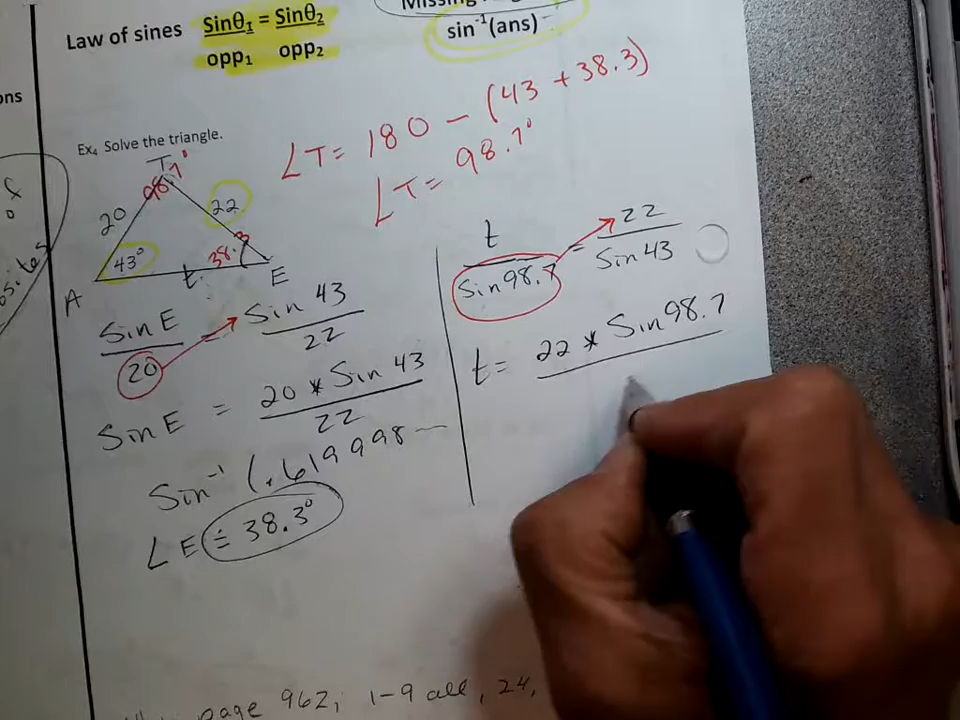 Law of sines Sinθ1 = Sinθ2
opp1 opp2
sin⁻¹(ans)
ons
Ex4 Solve the triangle.
∠T = 180 - (43 + 38.3)
∠T = 98.7°
T
98.7°
20
22
43°
38.3
t
A
E
Sin E = Sin 43
20 22
Sin E = 20 * Sin 43
22
Sin⁻¹ (.619998
∠E ≐ 38.3°
t = 22
Sin 98.7 Sin 43
t = 22 * Sin 98.7
page 962; 1-9 all, 24,